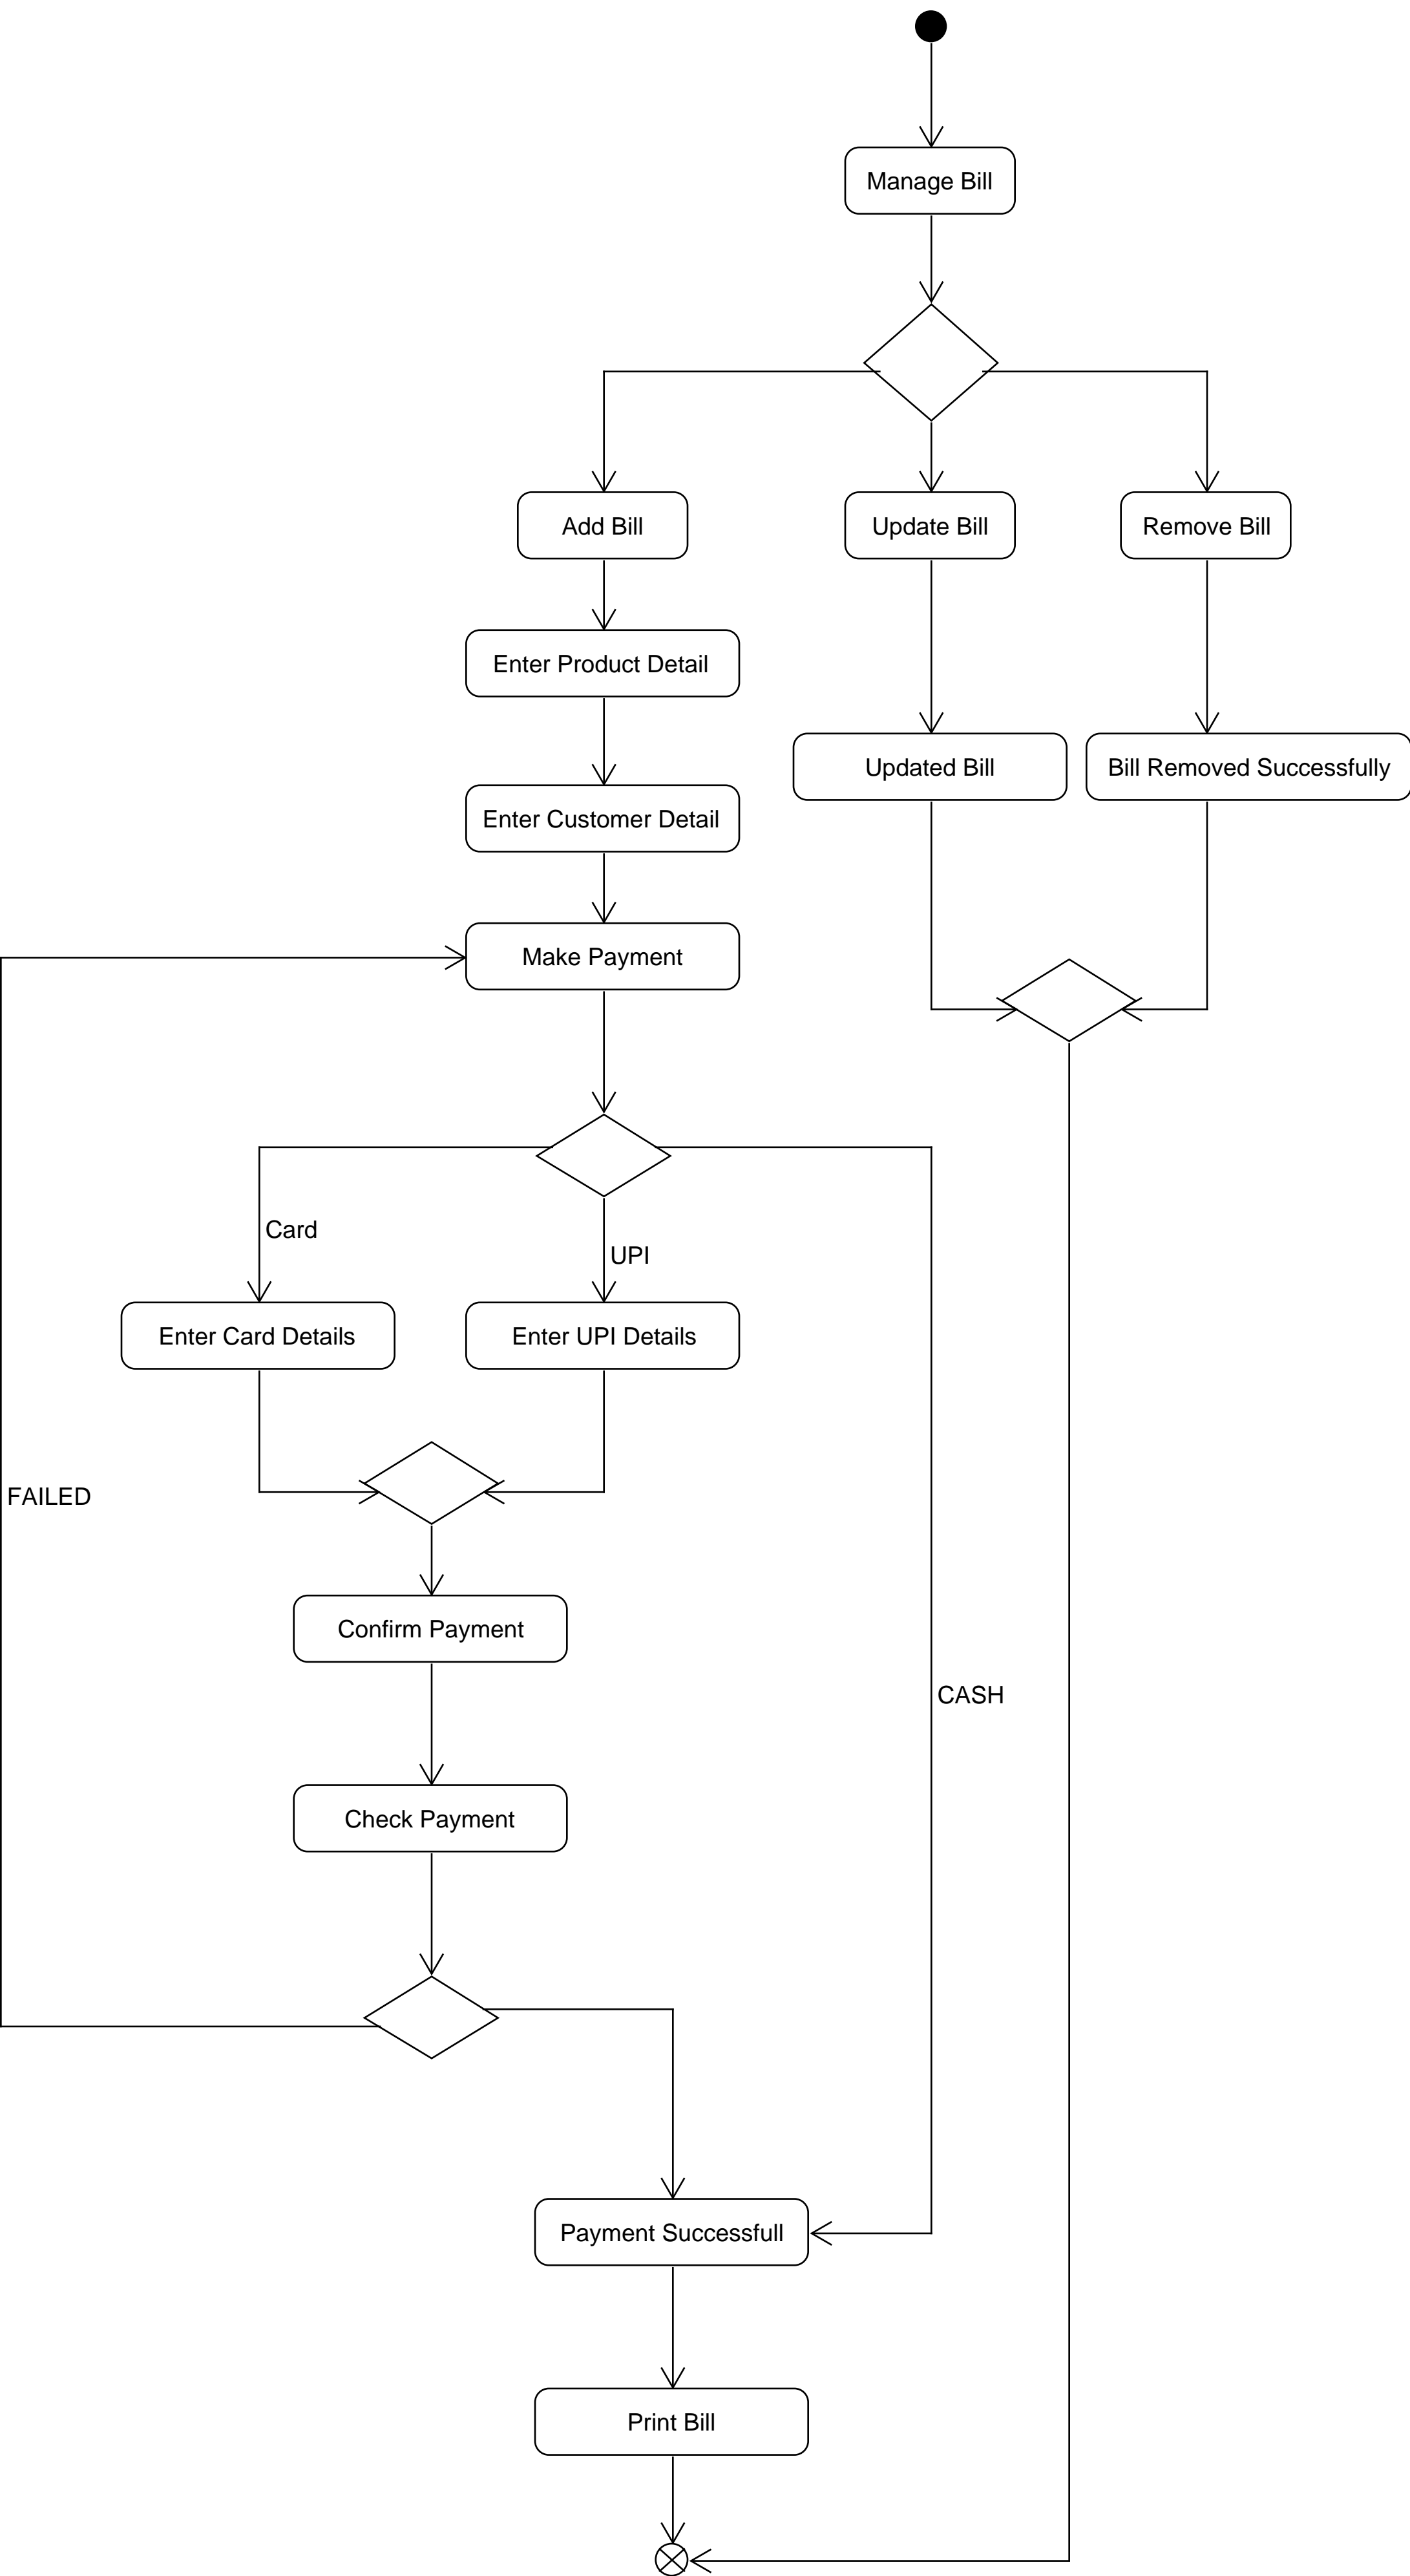 Manage Bill
Add Bill
Update Bill
Remove Bill
Enter Product Detail
Updated Bill
Bill Removed Successfully
Enter Customer Detail
Make Payment
Card
UPI
Enter Card Details
Enter UPI Details
FAILED
Confirm Payment
CASH
Check Payment
Payment Successfull
Print Bill